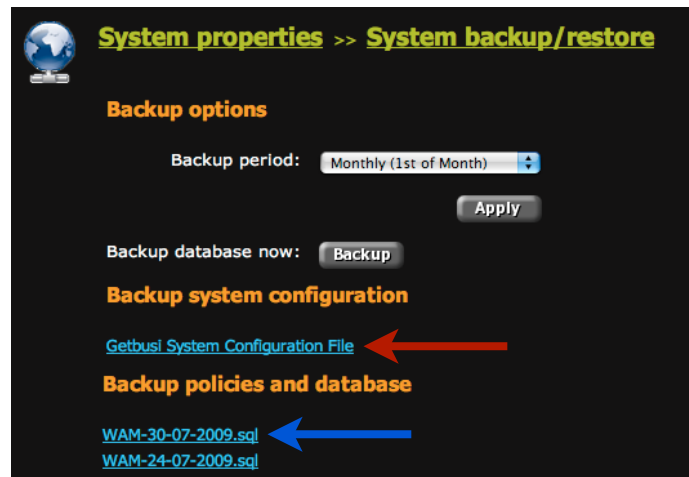 System properties >> System backup/restore
Backup options
Backup period: Monthly (1st of Month)
Apply
Backup database now: Backup
Backup system configuration
Getbusi System Configuration File
Backup policies and database
WAM-30-07-2009.sql
WAM-24-07-2009.sql